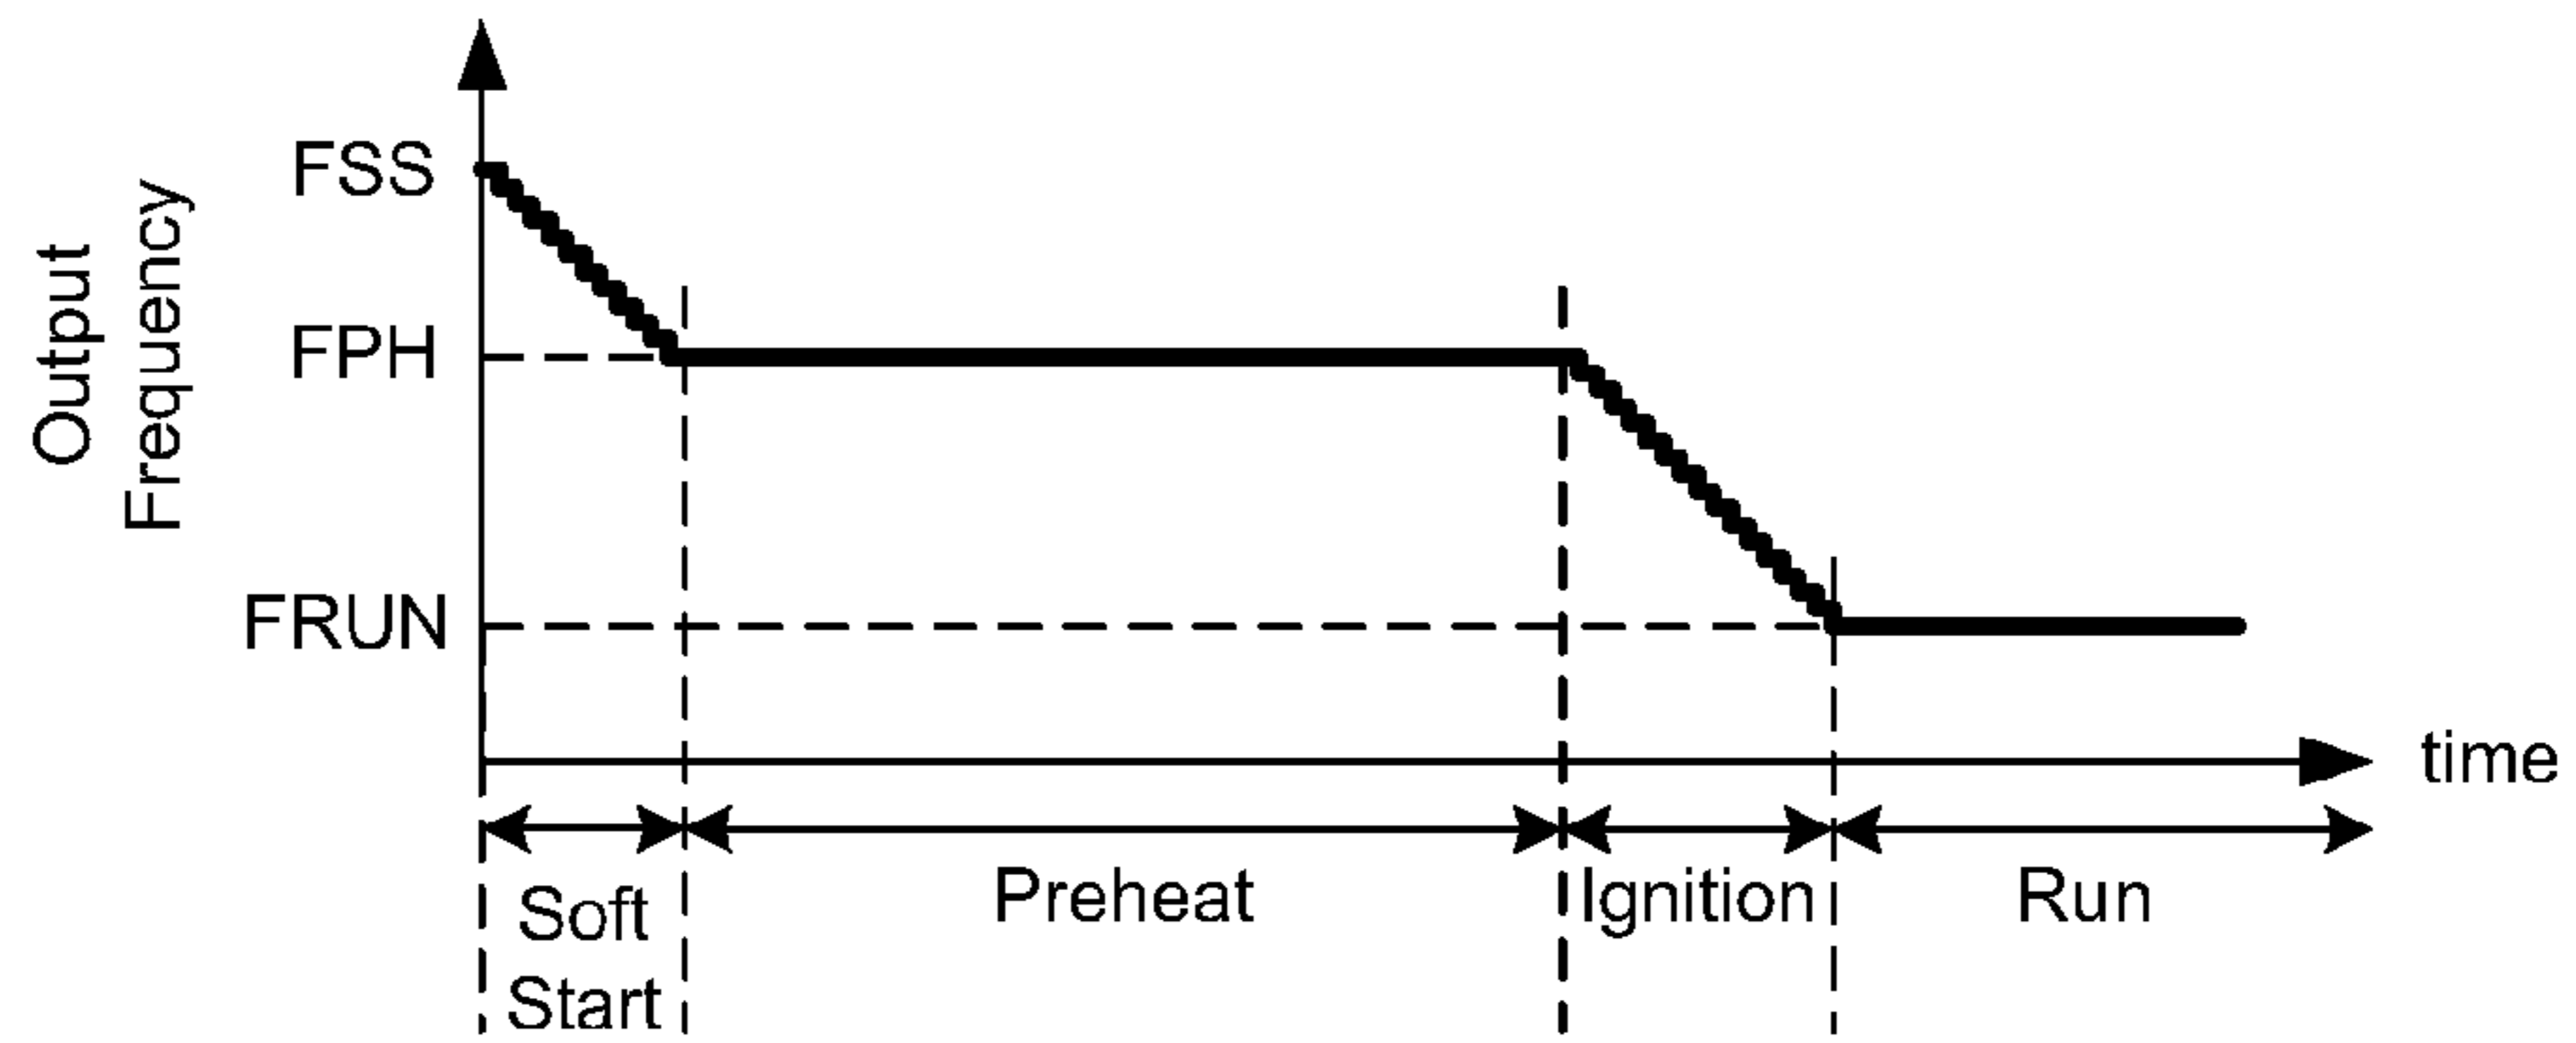 Output
Frequency
FSS
FPH
FRUN
time
Soft
Start
Preheat
Ignition
Run